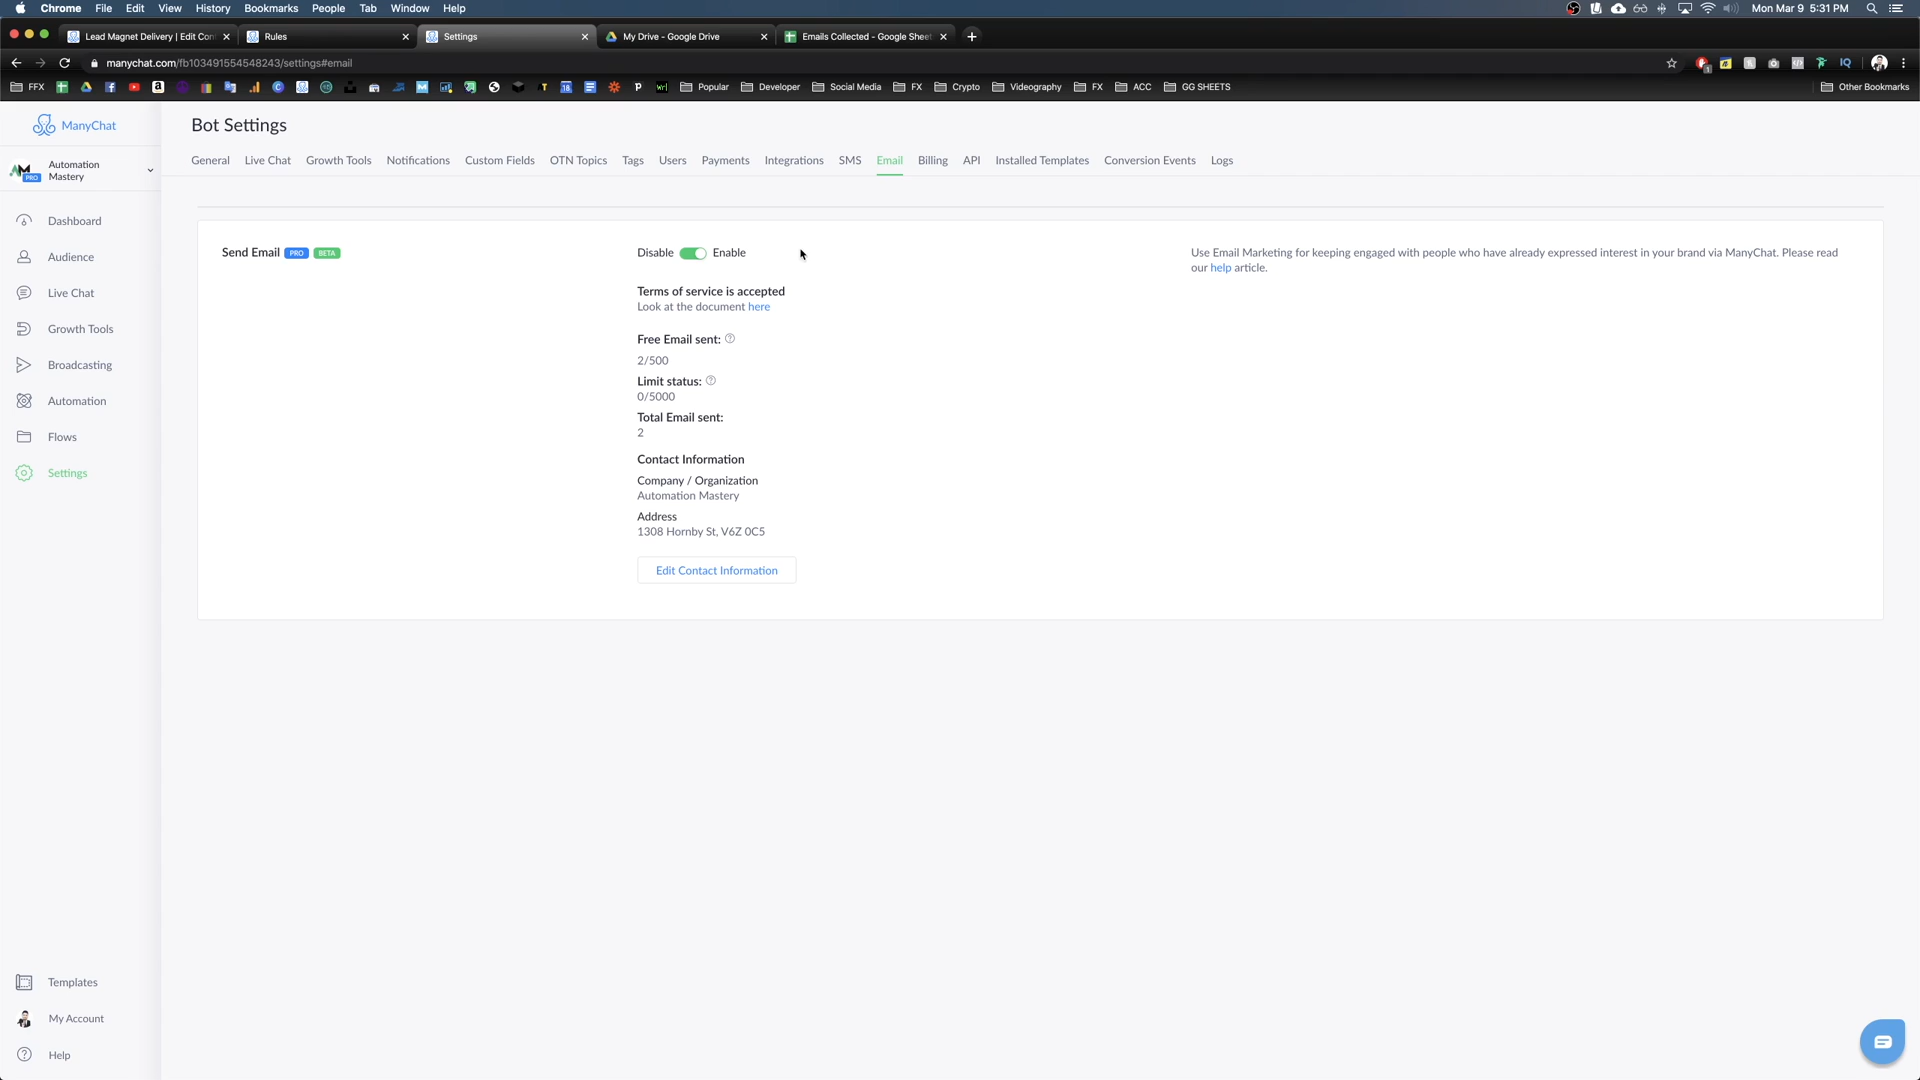 Chrome File Edit View History Bookmarks People Tab Window Help
Mon Mar 9 5:31 PM
Lead Magnet Delivery | Edit Con
Rules
Settings
My Drive - Google Drive
Emails Collected - Google Sheet
manychat.com/fb103491554548243/settings#email
FFX
Popular
Developer
Social Media
FX
Crypto
Videography
FX
ACC
GG SHEETS
Other Bookmarks
ManyChat
Automation
Mastery
PRO
Dashboard
Audience
Live Chat
Growth Tools
Broadcasting
Automation
Flows
Settings
Templates
My Account
Help
Bot Settings
General Live Chat Growth Tools Notifications Custom Fields OTN Topics Tags Users Payments Integrations SMS Email Billing API Installed Templates Conversion Events Logs
Send Email PRO BETA
Disable Enable
Terms of service is accepted
Look at the document here
Free Email sent:
2/500
Limit status:
0/5000
Total Email sent:
2
Contact Information
Company / Organization
Automation Mastery
Address
1308 Hornby St, V6Z 0C5
Edit Contact Information
Use Email Marketing for keeping engaged with people who have already expressed interest in your brand via ManyChat. Please read
our help article.